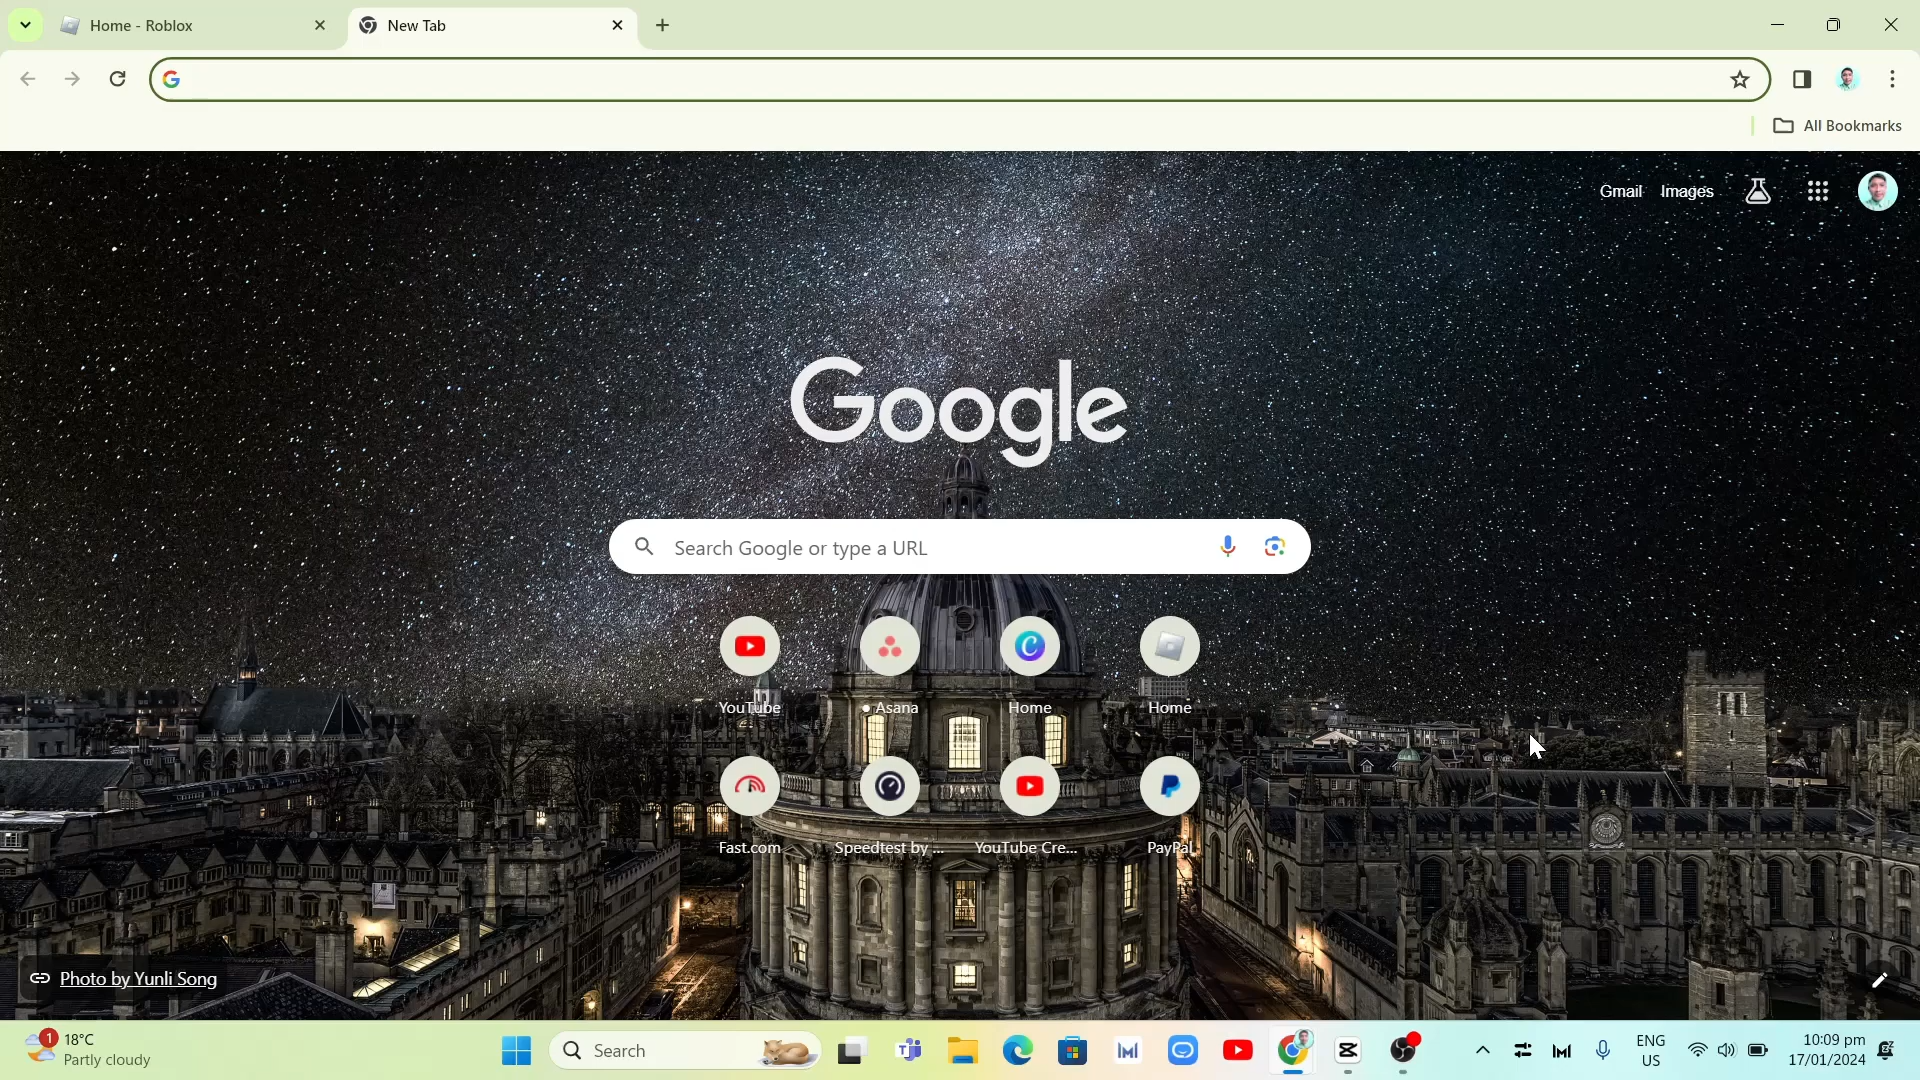 Home - Roblox
New Tab
All Bookmarks
Gmail Images
Google
Search Google or type a URL
YouTube
Asana
Home
Home
Fast.com
Speedtest by ...
YouTube Cre...
PayPal
Photo by Yunli Song
1
18°C
Partly cloudy
Search
ENG
US
10:09 pm
17/01/2024